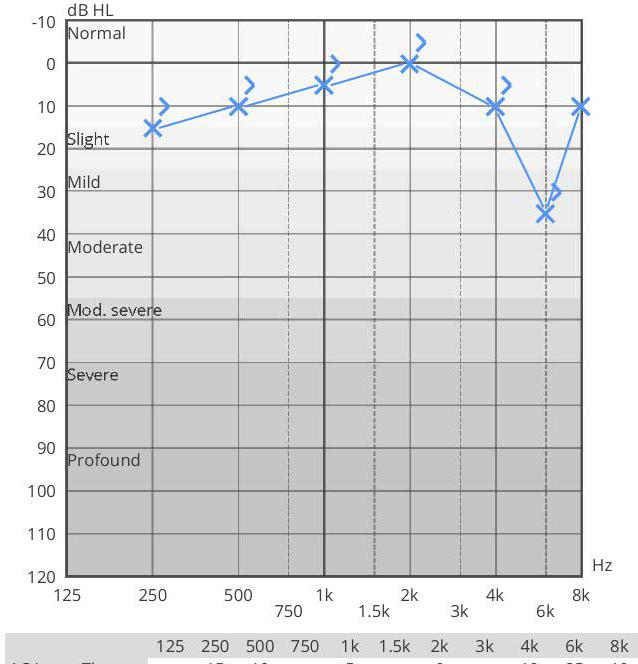 dB HL
-10
Normal
0
10
Slight
20
Mild
30
40
Moderate
50
Mod. severe
60
70
Severe
80
90
Profound
100
110
120
Hz
125 250 500 1k 2k 4k 8k
750 1.5k 3k 6k
125 250 500 750 1k 1.5k 2k 3k 4k 6k 8k